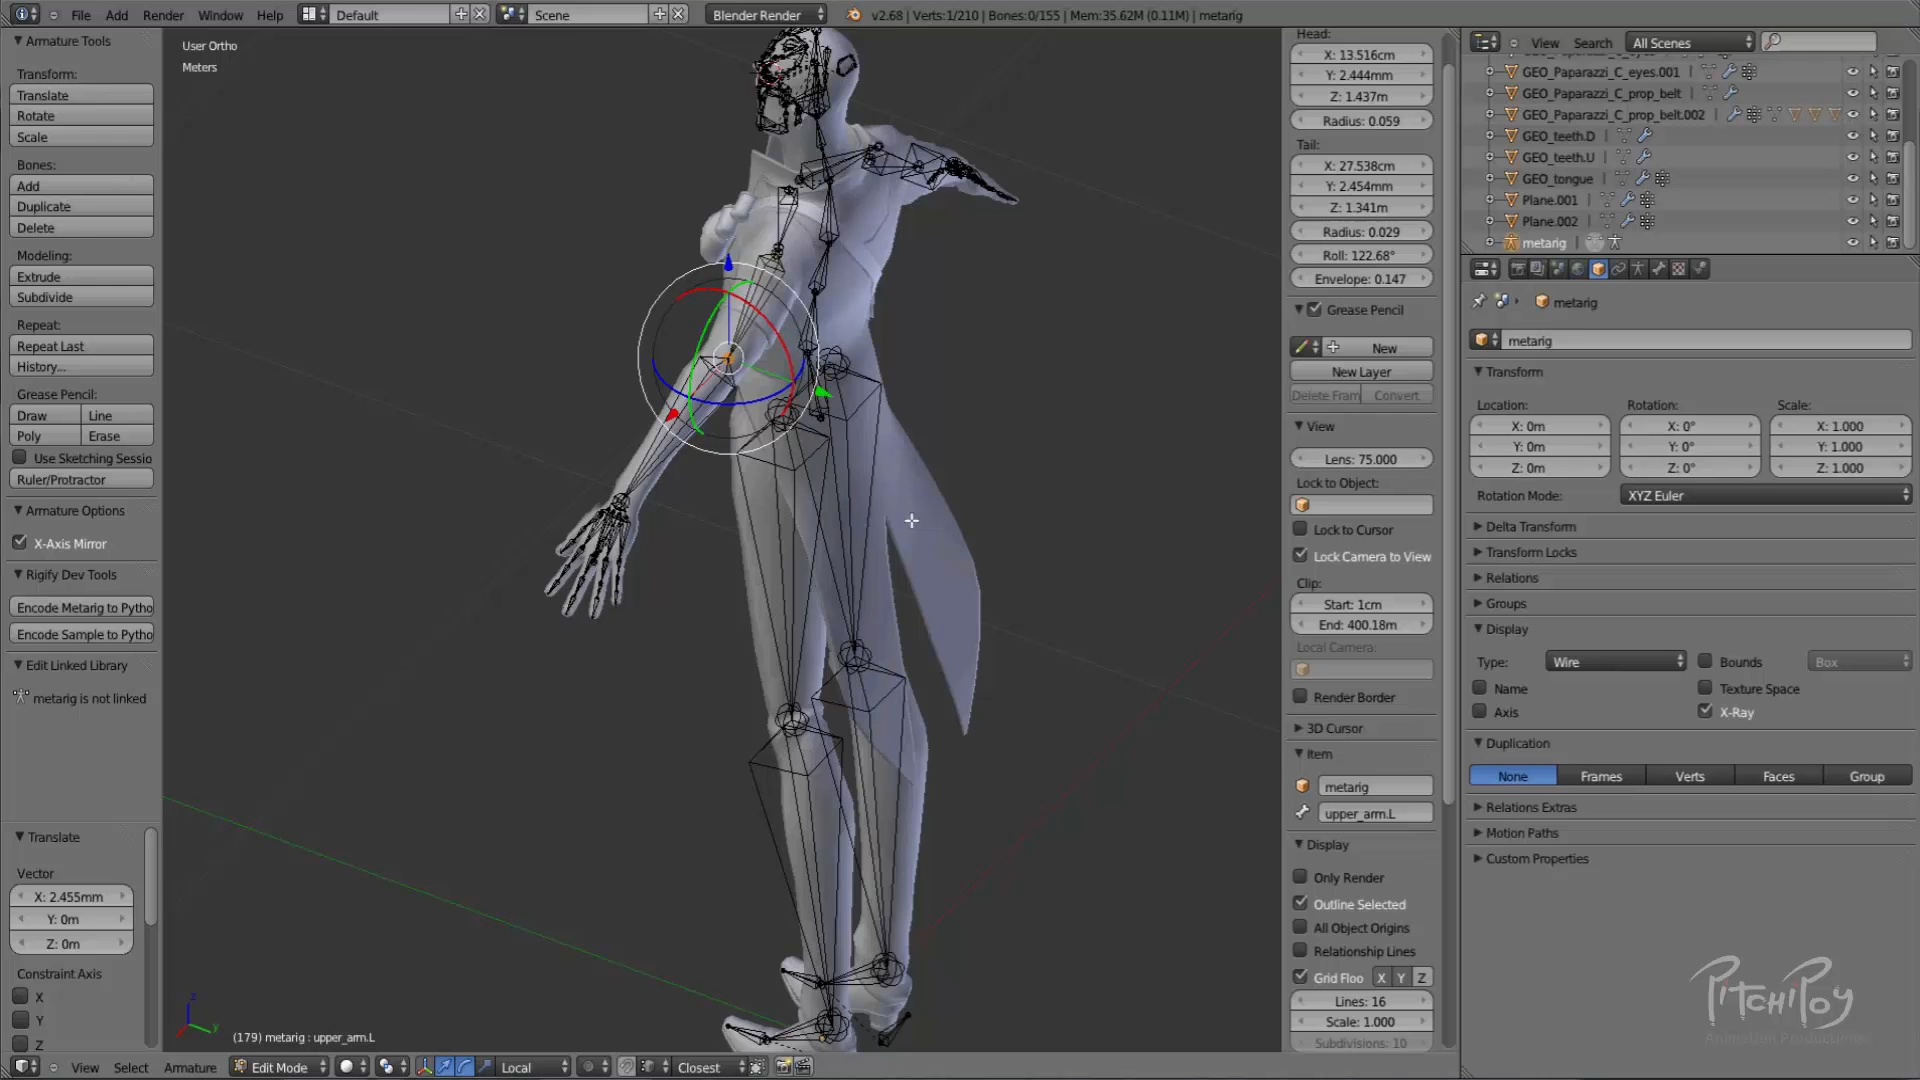 File Add Render Window Help Default Scene Blender Render v2.68 | Verts:1/210 | Bones:0/155 | Mem:35.62M (0.11M) | metarig
Armature Tools
Transform:
Translate
Rotate
Scale
Bones:
Add
Duplicate
Delete
Modeling:
Extrude
Subdivide
Repeat:
Repeat Last
History...
Grease Pencil:
Draw Line
Poly Erase
Use Sketching Sessio
Ruler/Protractor
Armature Options
X-Axis Mirror
Rigify Dev Tools
Encode Metarig to Pytho
Encode Sample to Pytho
Edit Linked Library
metarig is not linked
Translate
Vector
X: 2.455mm
Y: 0m
Z: 0m
Constraint Axis
X
Y
Z
User Ortho
Meters
z
y
(179) metarig : upper_arm.L
View Select Armature Edit Mode Local Closest
Head:
X: 13.516cm
Y: 2.444mm
Z: 1.437m
Radius: 0.059
Tail:
X: 27.538cm
Y: 2.454mm
Z: 1.341m
Radius: 0.029
Roll: 122.68°
Envelope: 0.147
Grease Pencil
New
New Layer
Delete Fram Convert
View
Lens: 75.000
Lock to Object:
Lock to Cursor
Lock Camera to View
Clip:
Start: 1cm
End: 400.18m
Local Camera:
Render Border
3D Cursor
Item
metarig
upper_arm.L
Display
Only Render
Outline Selected
All Object Origins
Relationship Lines
Grid Floo X Y Z
Lines: 16
Scale: 1.000
Subdivisions: 10
View Search All Scenes
GEO_Paparazzi_C_eyes.001
GEO_Paparazzi_C_prop_belt
GEO_Paparazzi_C_prop_belt.002
GEO_teeth.D
GEO_teeth.U
GEO_tongue
Plane.001
Plane.002
metarig
metarig
metarig
Transform
Location: Rotation: Scale:
X: 0m X: 0° X: 1.000
Y: 0m Y: 0° Y: 1.000
Z: 0m Z: 0° Z: 1.000
Rotation Mode: XYZ Euler
Delta Transform
Transform Locks
Relations
Groups
Display
Type: Wire Bounds Box
Name Texture Space
Axis X-Ray
Duplication
None Frames Verts Faces Group
Relations Extras
Motion Paths
Custom Properties
PitchiPoy